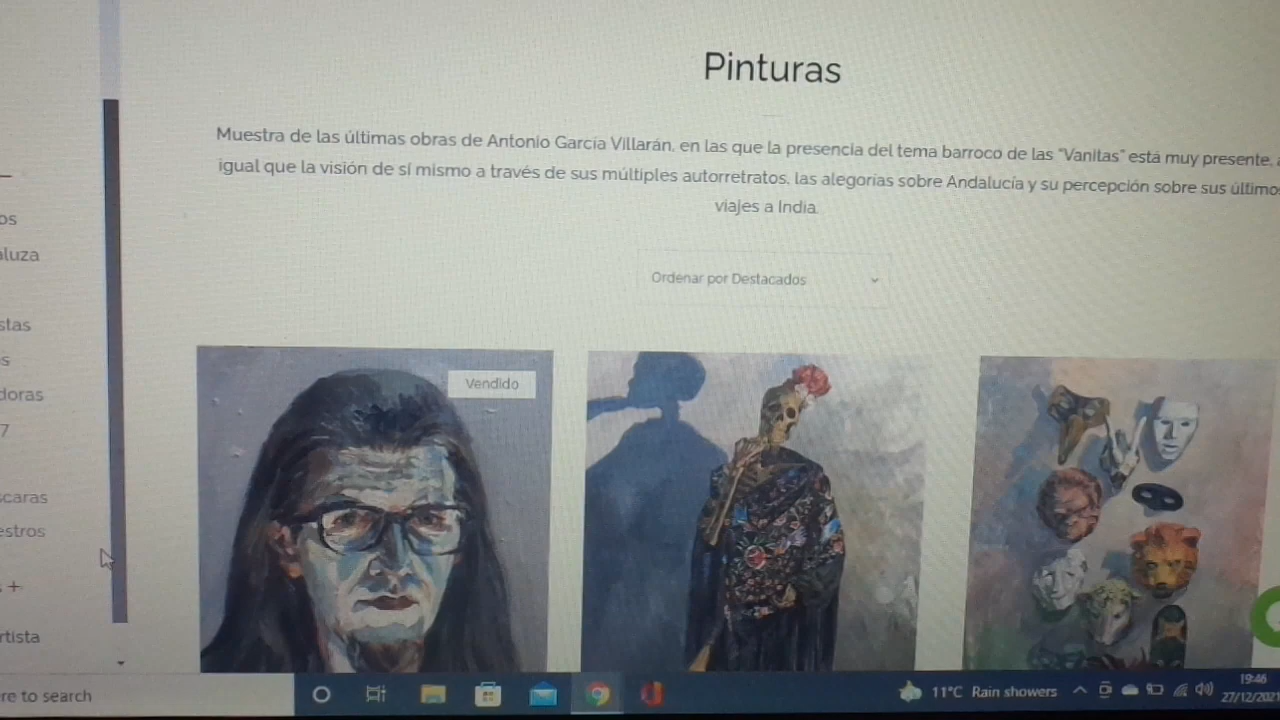 Pinturas
Muestra de las últimas obras de Antonio García Villarán, en las que la presencia del tema barroco de las "Vanitas" está muy presente,
igual que la visión de sí mismo a través de sus múltiples autorretratos, las alegorías sobre Andalucía y su percepción sobre sus último
viajes a India.
Ordenar por Destacados
Vendido
os
aluza
stas
s
doras
7
scaras
estros
+
rtista
re to search
11°C Rain showers
19:46
27/12/2021